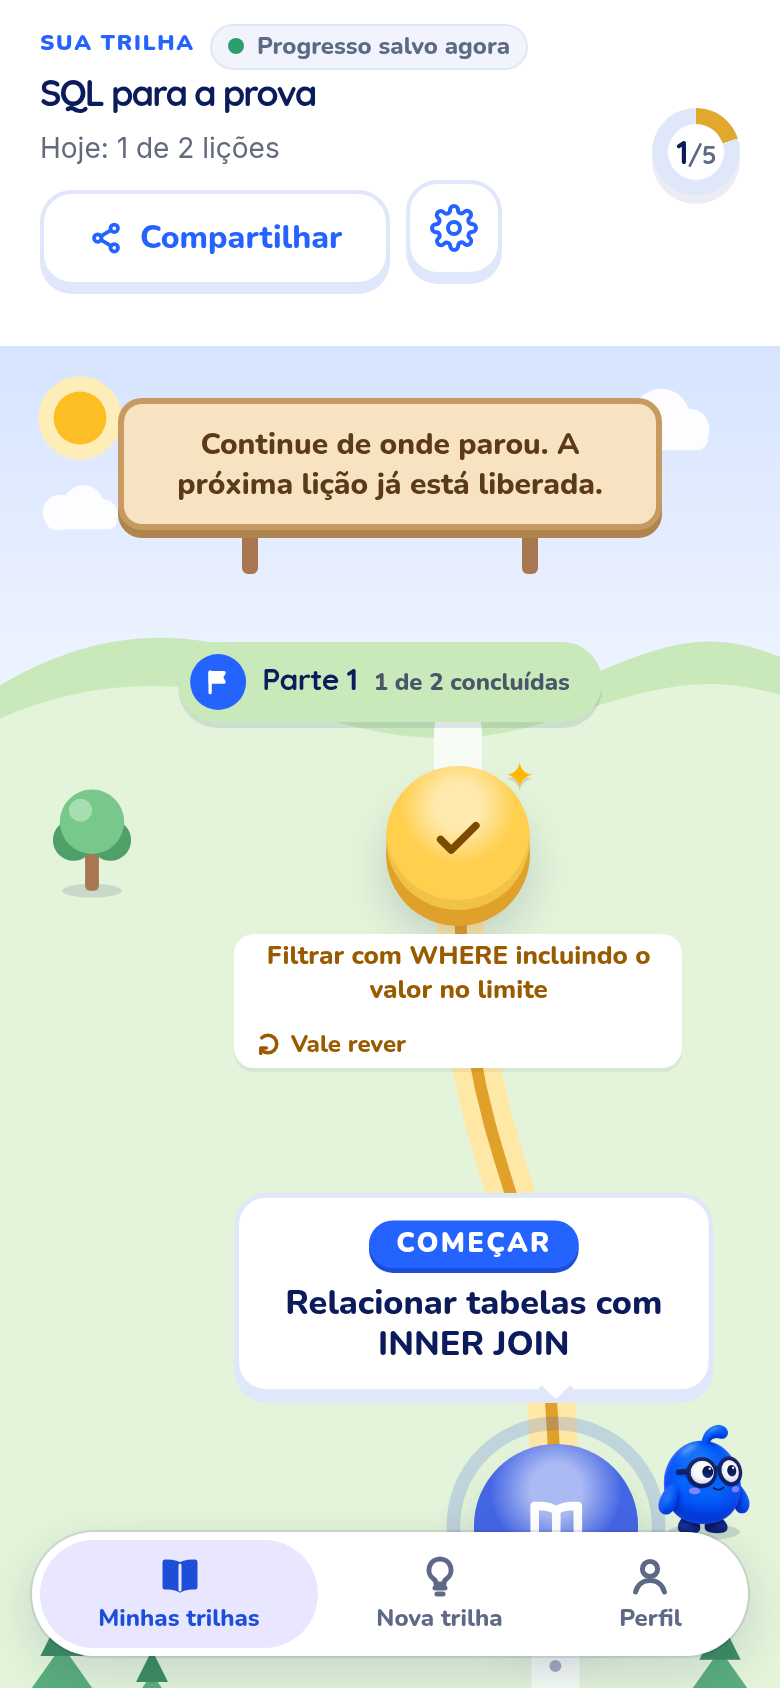 SUA TRILHA
Progresso salvo agora
SQL para a prova
Hoje: 1 de 2 lições
1/5
Compartilhar
Continue de onde parou. A
próxima lição já está liberada.
Parte 1 1 de 2 concluídas
Filtrar com WHERE incluindo o
valor no limite
Vale rever
COMEÇAR
Relacionar tabelas com
INNER JOIN
Minhas trilhas
Nova trilha
Perfil